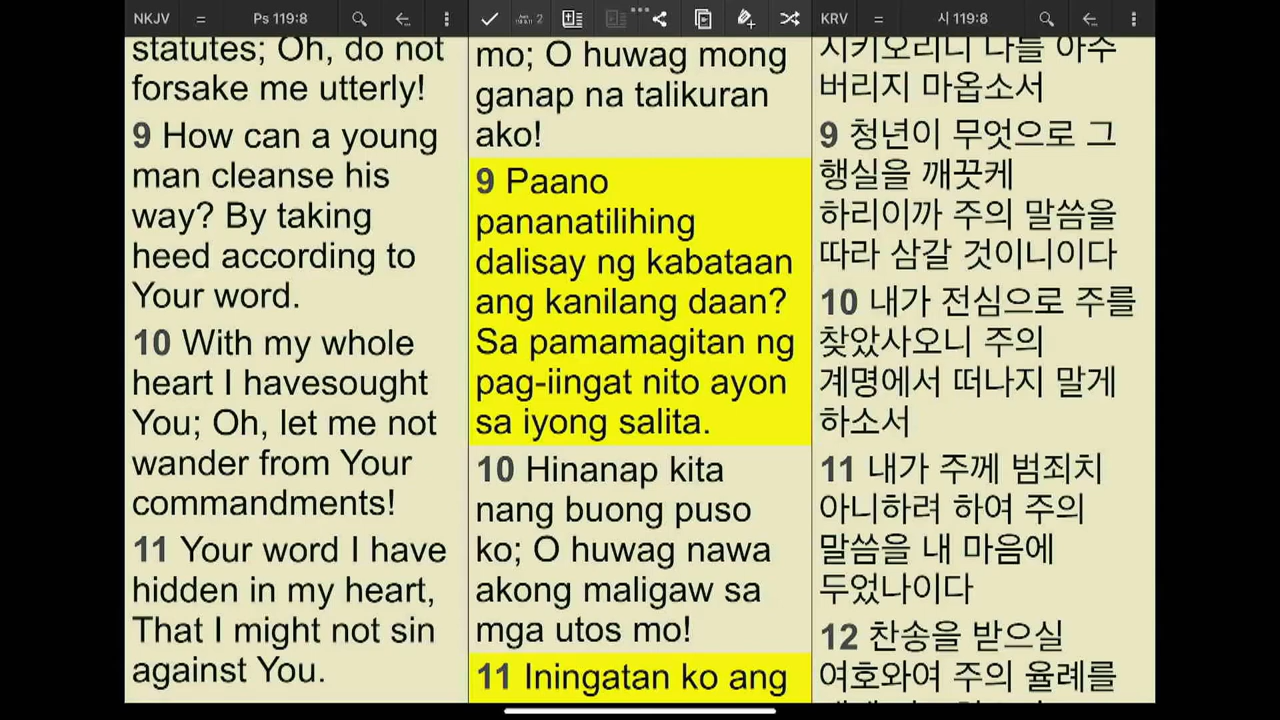 NKJV
=
Ps 119:8
KRV
=
시 119:8
statutes; Oh, do not
forsake me utterly!
9 How can a young
man cleanse his
way? By taking
heed according to
Your word.
10 With my whole
heart I havesought
You; Oh, let me not
wander from Your
commandments!
11 Your word I have
hidden in my heart,
That I might not sin
against You.
mo; O huwag mong
ganap na talikuran
ako!
9 Paano
pananatilihing
dalisay ng kabataan
ang kanilang daan?
Sa pamamagitan ng
pag-iingat nito ayon
sa iyong salita.
10 Hinanap kita
nang buong puso
ko; O huwag nawa
akong maligaw sa
mga utos mo!
11 Iningatan ko ang
지키오리니 나를 아주
버리지 마옵소서
9 청년이 무엇으로 그
행실을 깨끗케
하리이까 주의 말씀을
따라 삼갈 것이니이다
10 내가 전심으로 주를
찾았사오니 주의
계명에서 떠나지 말게
하소서
11 내가 주께 범죄치
아니하려 하여 주의
말씀을 내 마음에
두었나이다
12 찬송을 받으실
여호와여 주의 율례를